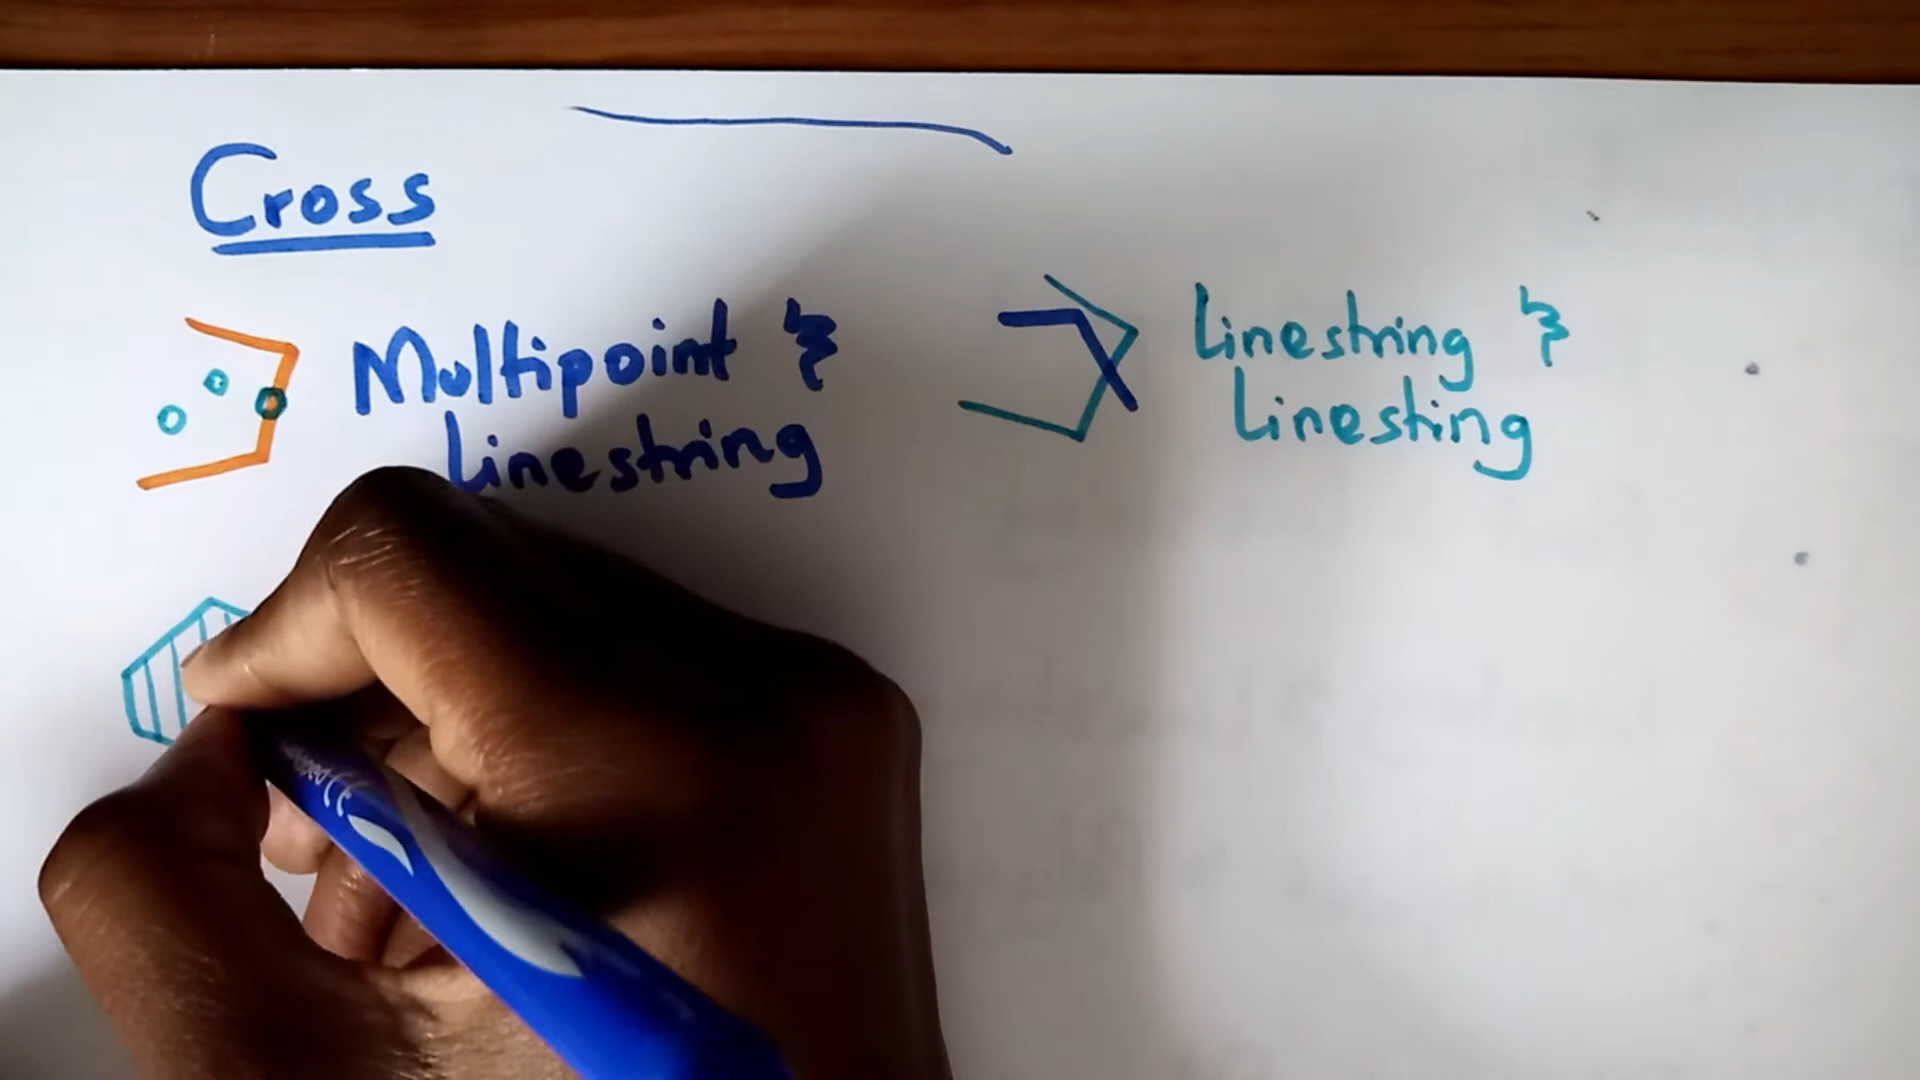 Cross
Multipoint &
linestring
linestring &
linesting